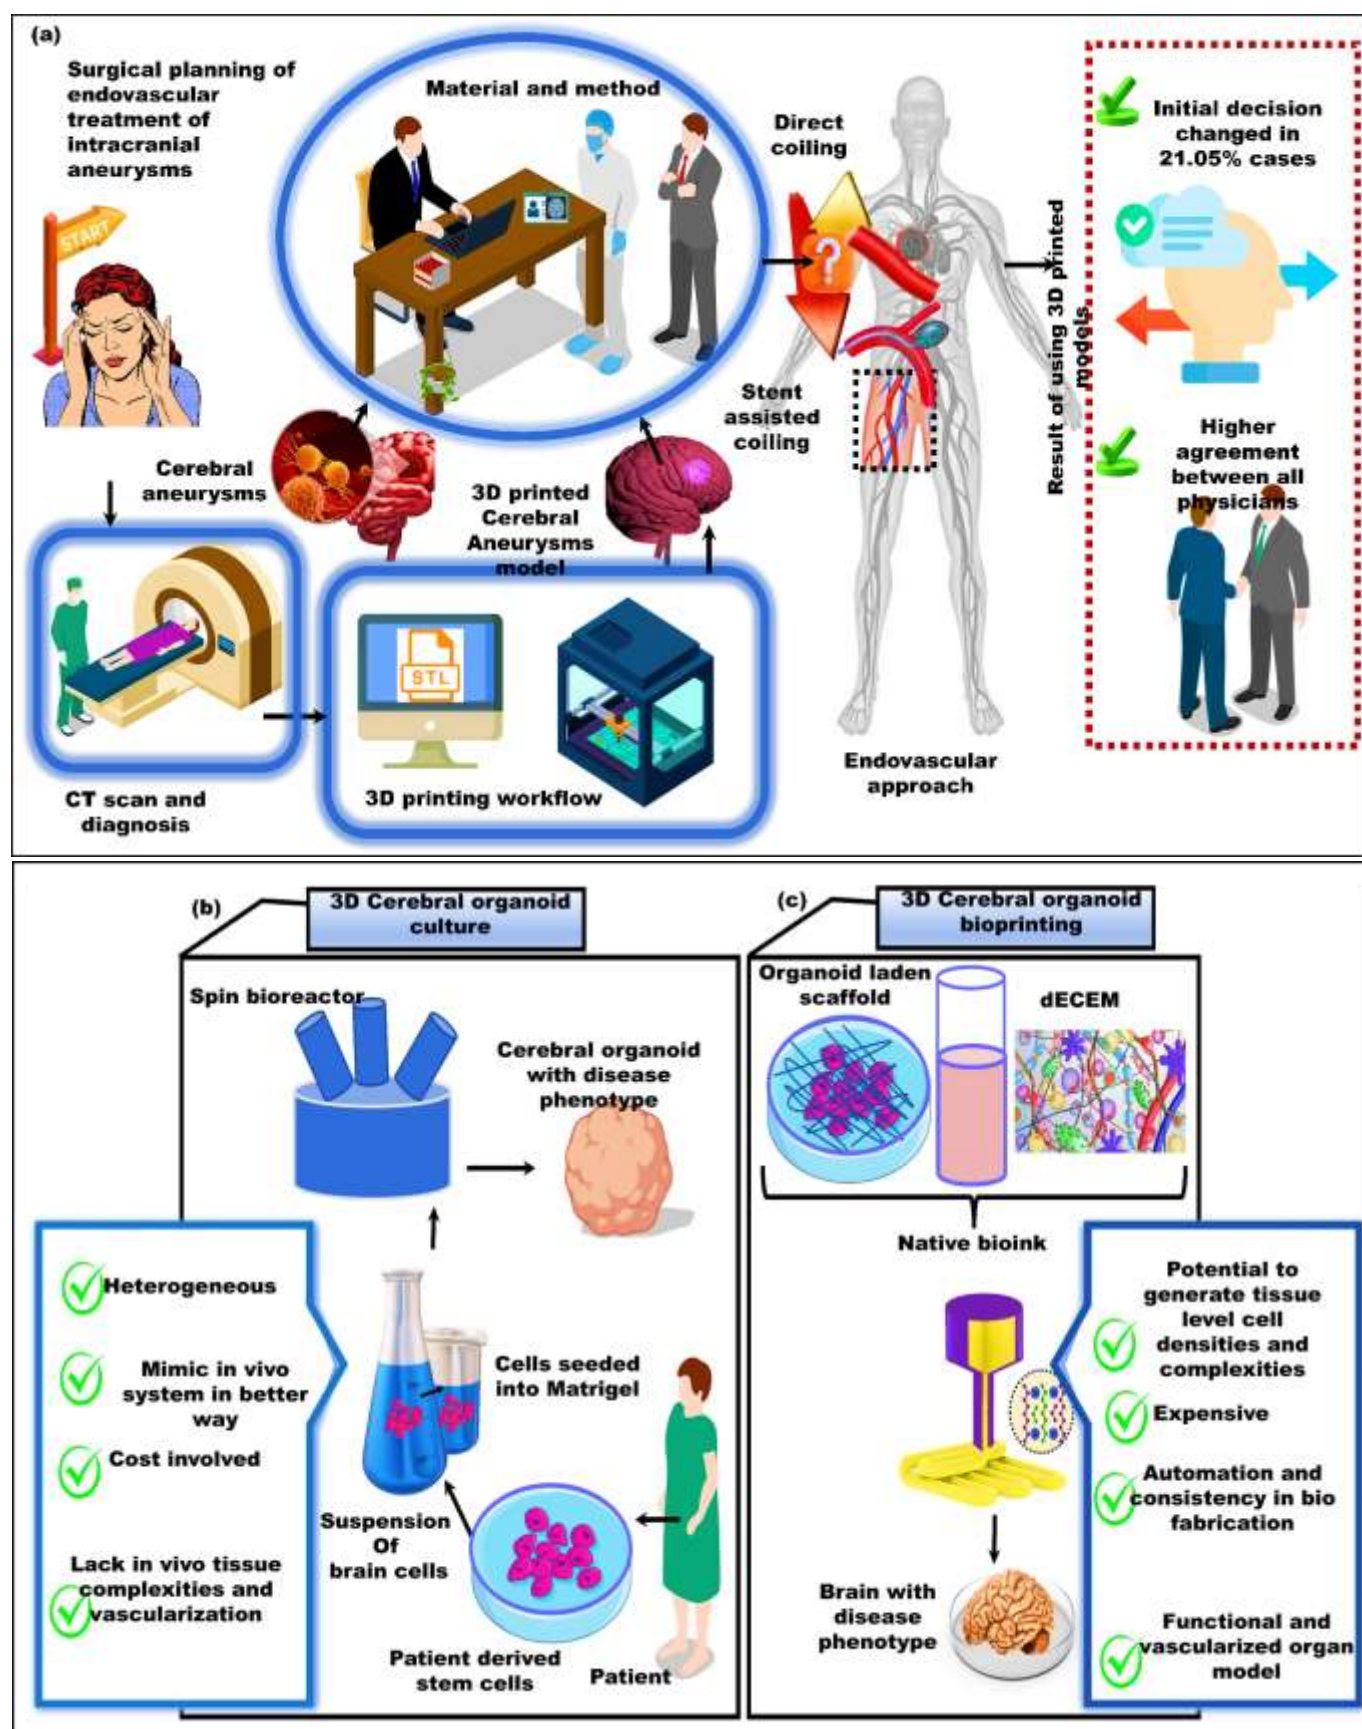 (a)
Surgical planning of
endovascular
treatment of
intracranial
aneurysms
START
Material and method
Direct
coiling
Stent
assisted
coiling
Cerebral
aneurysms
3D printed
Cerebral
Aneurysms
model
CT scan and
diagnosis
STL
3D printing workflow
Endovascular
approach
?
Result of using 3D printed
models
Initial decision
changed in
21.05% cases
Higher
agreement
between all
physicians
(b)
3D Cerebral organoid
culture
Spin bioreactor
Cerebral organoid
with disease
phenotype
Heterogeneous
Mimic in vivo
system in better
way
Cost involved
Lack in vivo tissue
complexities and
vascularization
Cells seeded
into Matrigel
Suspension
Of
brain cells
Patient derived
stem cells
Patient
(c)
3D Cerebral organoid
bioprinting
Organoid laden
scaffold
dECEM
Native bioink
Potential to
generate tissue
level cell
densities and
complexities
Expensive
Automation and
consistency in bio
fabrication
Functional and
vascularized organ
model
Brain with
disease
phenotype